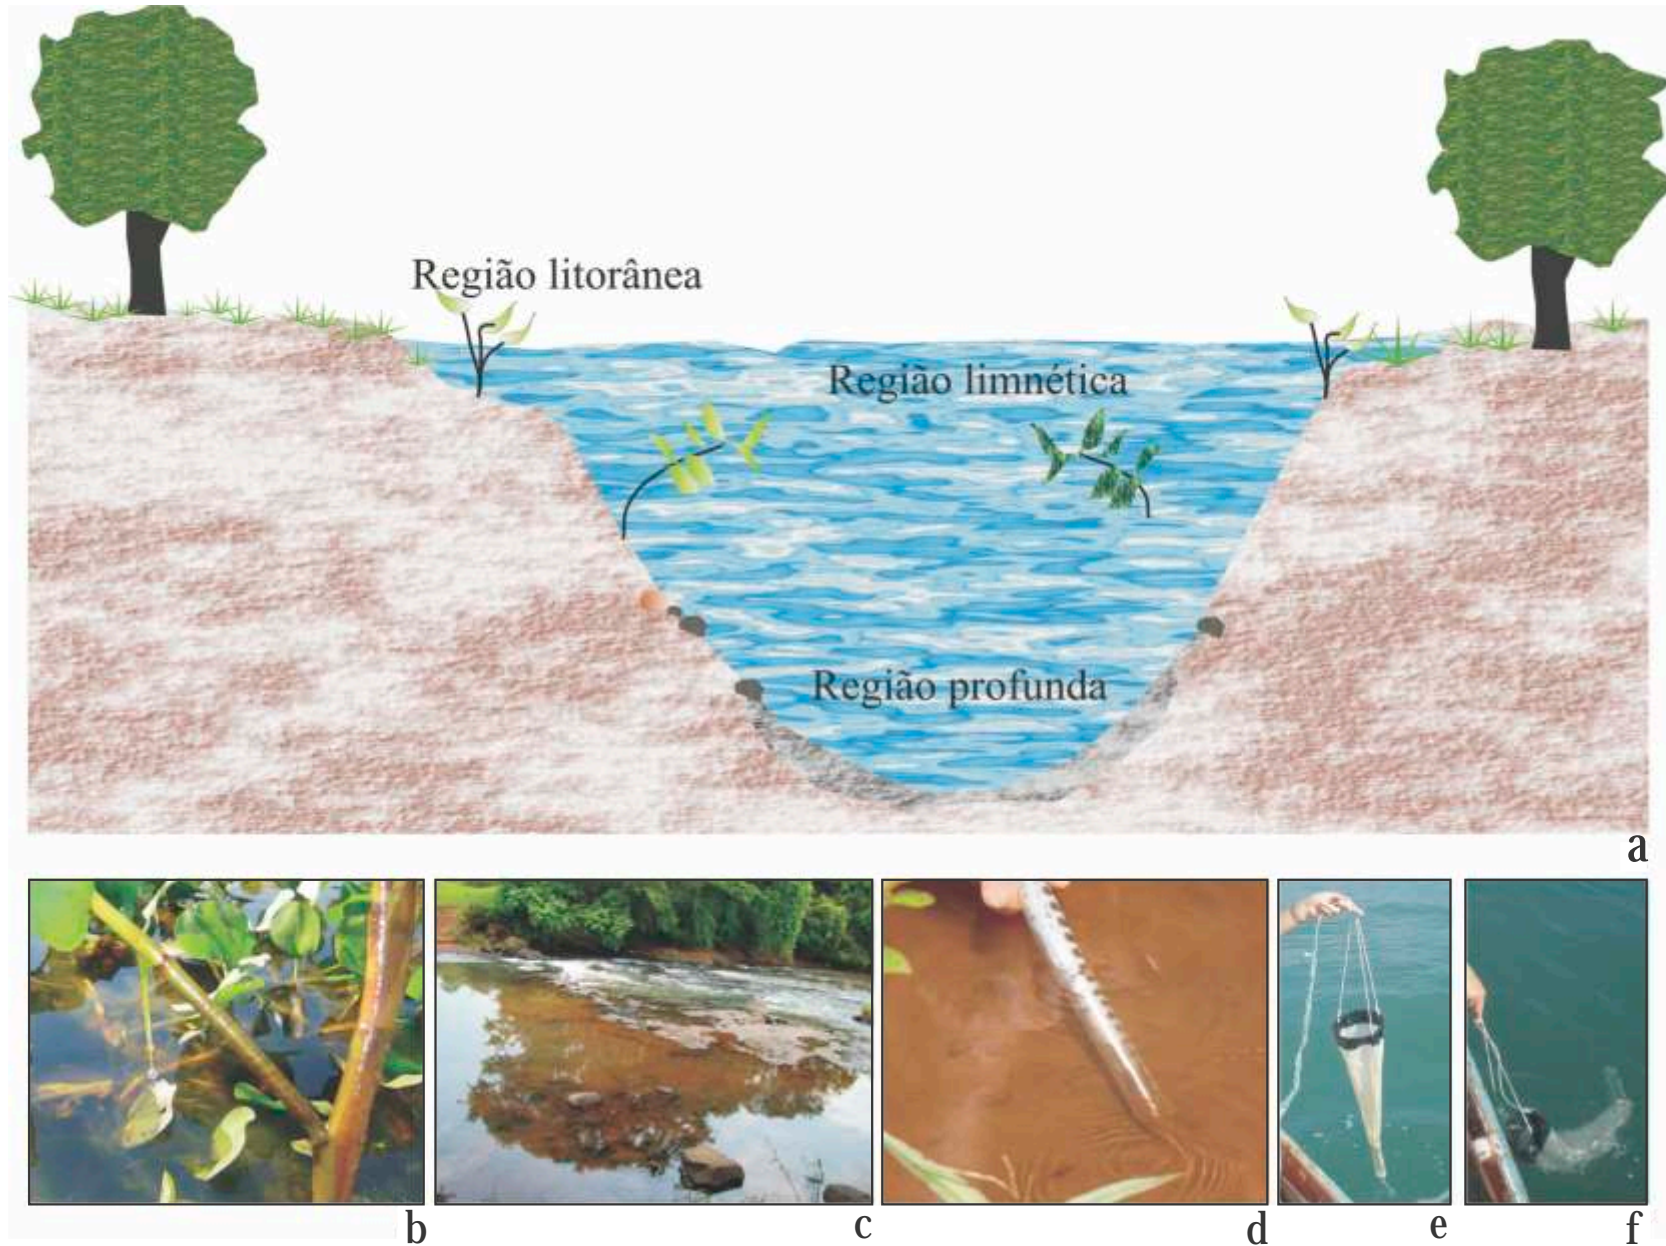 Região litorânea
Região limnética
Região profunda
a
b
c
d
e
f